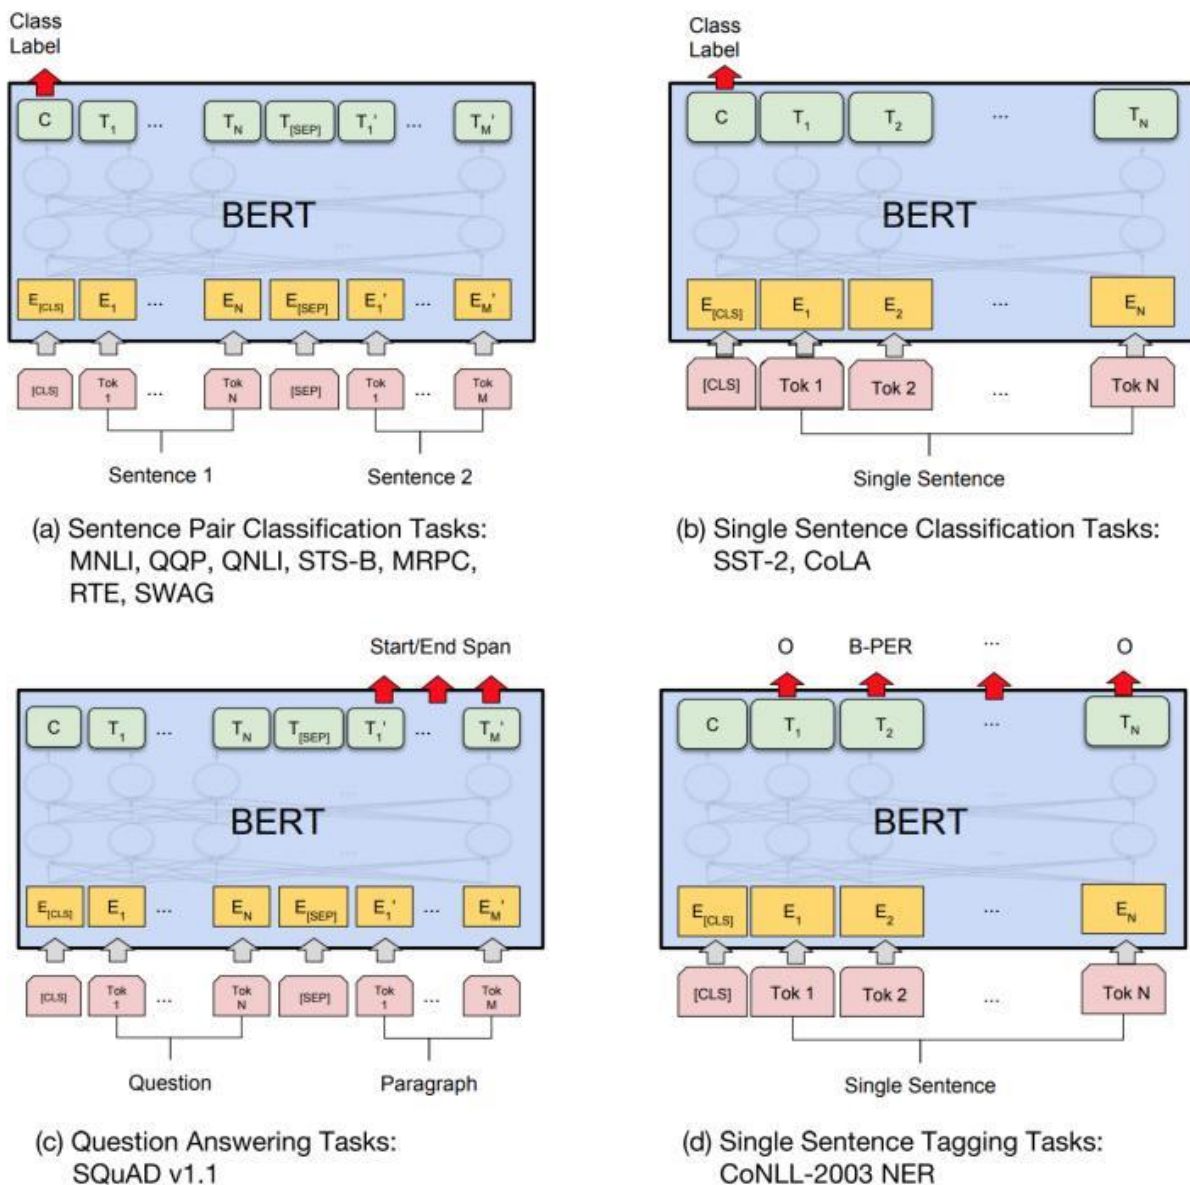 Class
Label
C T1 ... TN T[SEP] T1' ... TM'
BERT
E[CLS] E1 ... EN E[SEP] E1' ... EM'
[CLS] Tok 1 ... Tok N [SEP] Tok 1 ... Tok M
Sentence 1 Sentence 2
(a) Sentence Pair Classification Tasks:
MNLI, QQP, QNLI, STS-B, MRPC,
RTE, SWAG
Class
Label
C T1 T2 ... TN
BERT
E[CLS] E1 E2 ... EN
[CLS] Tok 1 Tok 2 ... Tok N
Single Sentence
(b) Single Sentence Classification Tasks:
SST-2, CoLA
Start/End Span
C T1 ... TN T[SEP] T1' ... TM'
BERT
E[CLS] E1 ... EN E[SEP] E1' ... EM'
[CLS] Tok 1 ... Tok N [SEP] Tok 1 ... Tok M
Question Paragraph
(c) Question Answering Tasks:
SQuAD v1.1
O B-PER ... O
C T1 T2 ... TN
BERT
E[CLS] E1 E2 ... EN
[CLS] Tok 1 Tok 2 ... Tok N
Single Sentence
(d) Single Sentence Tagging Tasks:
CoNLL-2003 NER